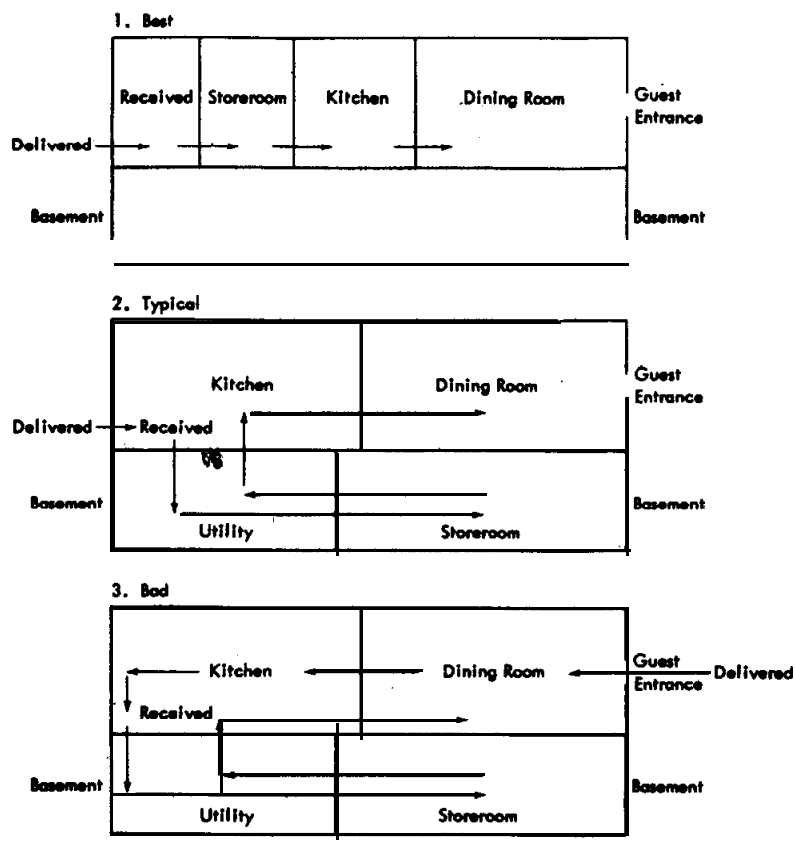 1. Best
Received Storeroom Kitchen Dining Room Guest
Entrance
Delivered
Basement Basement
2. Typical
Kitchen Dining Room Guest
Entrance
Delivered Received
Basement Basement
Utility Storeroom
3. Bad
Kitchen Dining Room Guest
Entrance Delivered
Received
Basement Basement
Utility Storeroom